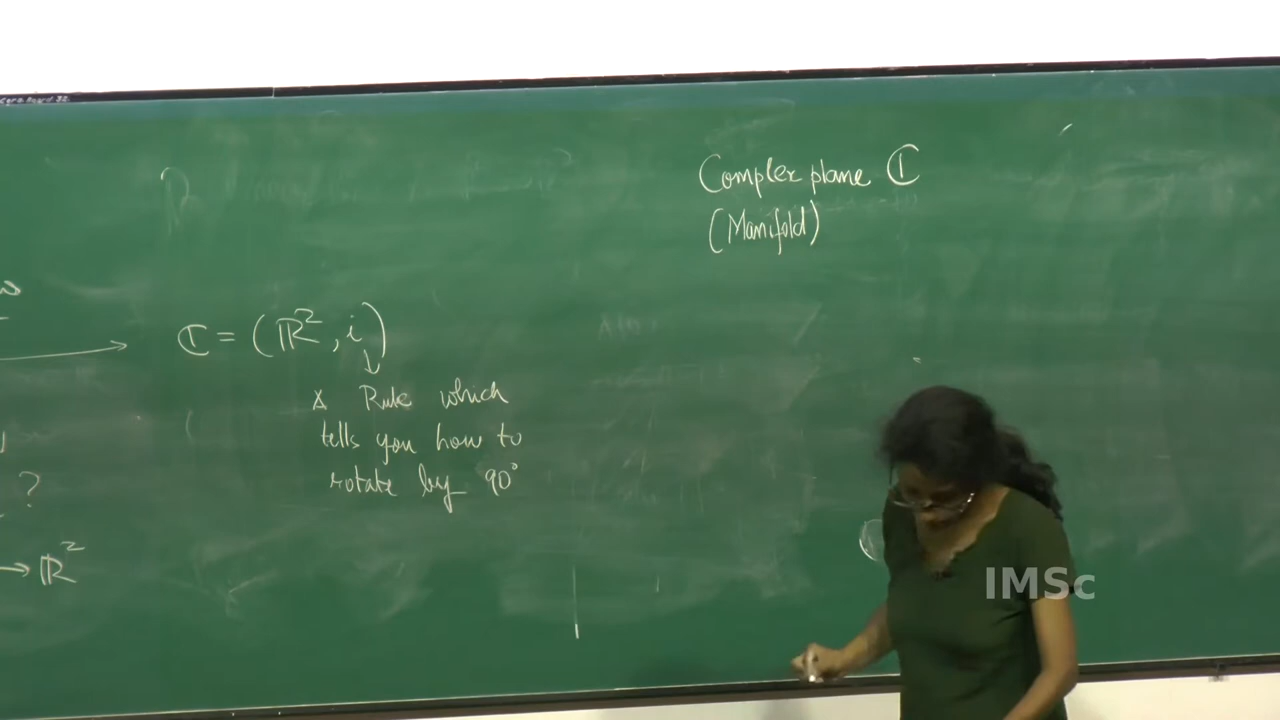 ℂ = (ℝ², i)
↓
A Rule which
tells you how to
rotate by 90°
?
→ ℝ²
Complex plane ℂ
(Manifold)
IMSc